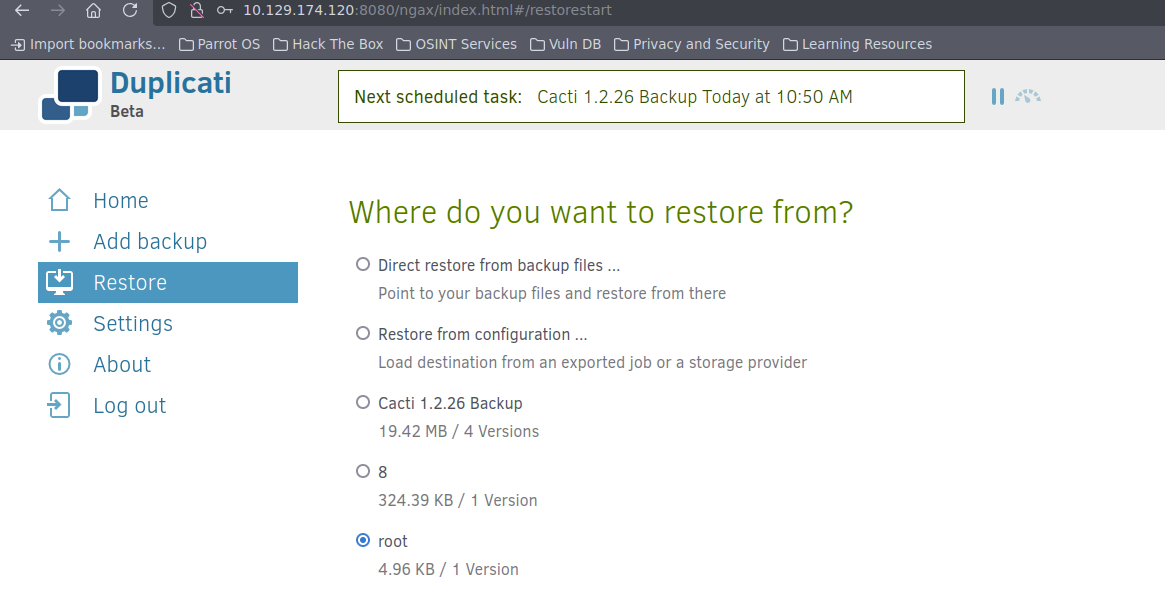 10.129.174.120:8080/ngax/index.html#/restorestart
Import bookmarks... Parrot OS Hack The Box OSINT Services Vuln DB Privacy and Security Learning Resources
Duplicati
Beta
Next scheduled task: Cacti 1.2.26 Backup Today at 10:50 AM
Home
Add backup
Restore
Settings
About
Log out
Where do you want to restore from?
Direct restore from backup files ...
Point to your backup files and restore from there
Restore from configuration ...
Load destination from an exported job or a storage provider
Cacti 1.2.26 Backup
19.42 MB / 4 Versions
8
324.39 KB / 1 Version
root
4.96 KB / 1 Version